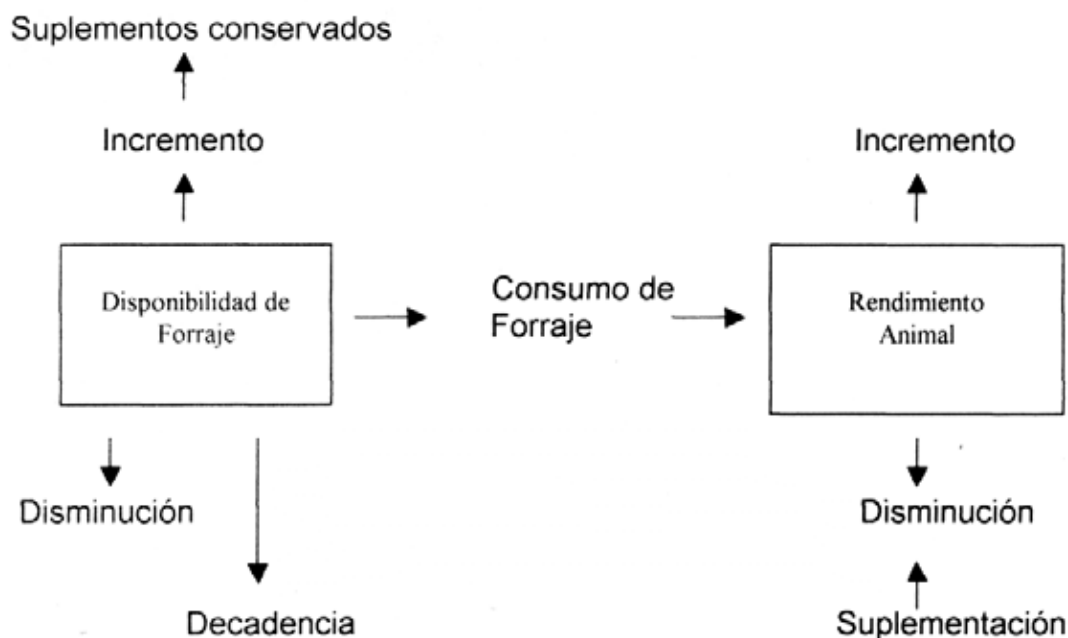 Suplementos conservados
Incremento
Incremento
Disponibilidad de
Forraje
Consumo de
Forraje
Rendimiento
Animal
Disminución
Disminución
Decadencia
Suplementación